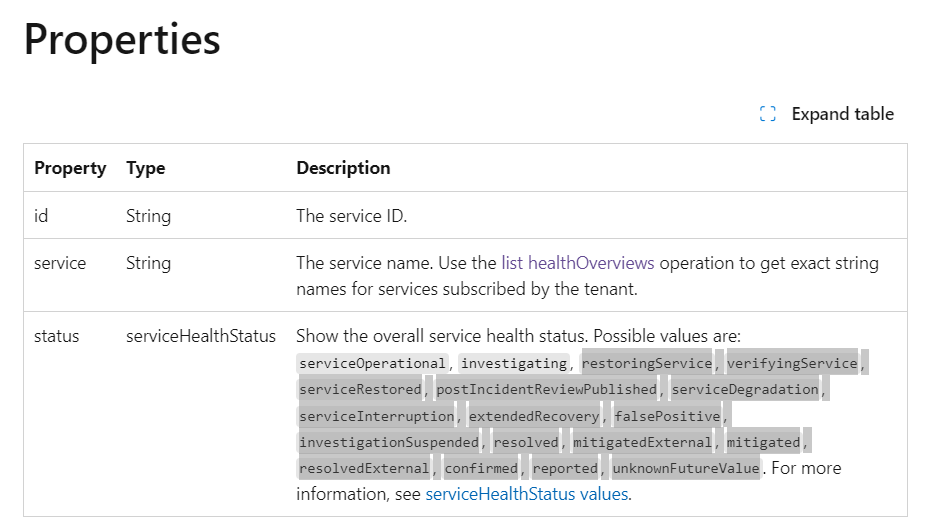 Properties
Expand table
Property Type Description
id String The service ID.
service String The service name. Use the list healthOverviews operation to get exact string
names for services subscribed by the tenant.
status serviceHealthStatus Show the overall service health status. Possible values are:
serviceOperational, investigating, restoringService, verifyingService,
serviceRestored, postIncidentReviewPublished, serviceDegradation,
serviceInterruption, extendedRecovery, falsePositive,
investigationSuspended, resolved, mitigatedExternal, mitigated,
resolvedExternal, confirmed, reported, unknownFutureValue. For more
information, see serviceHealthStatus values.